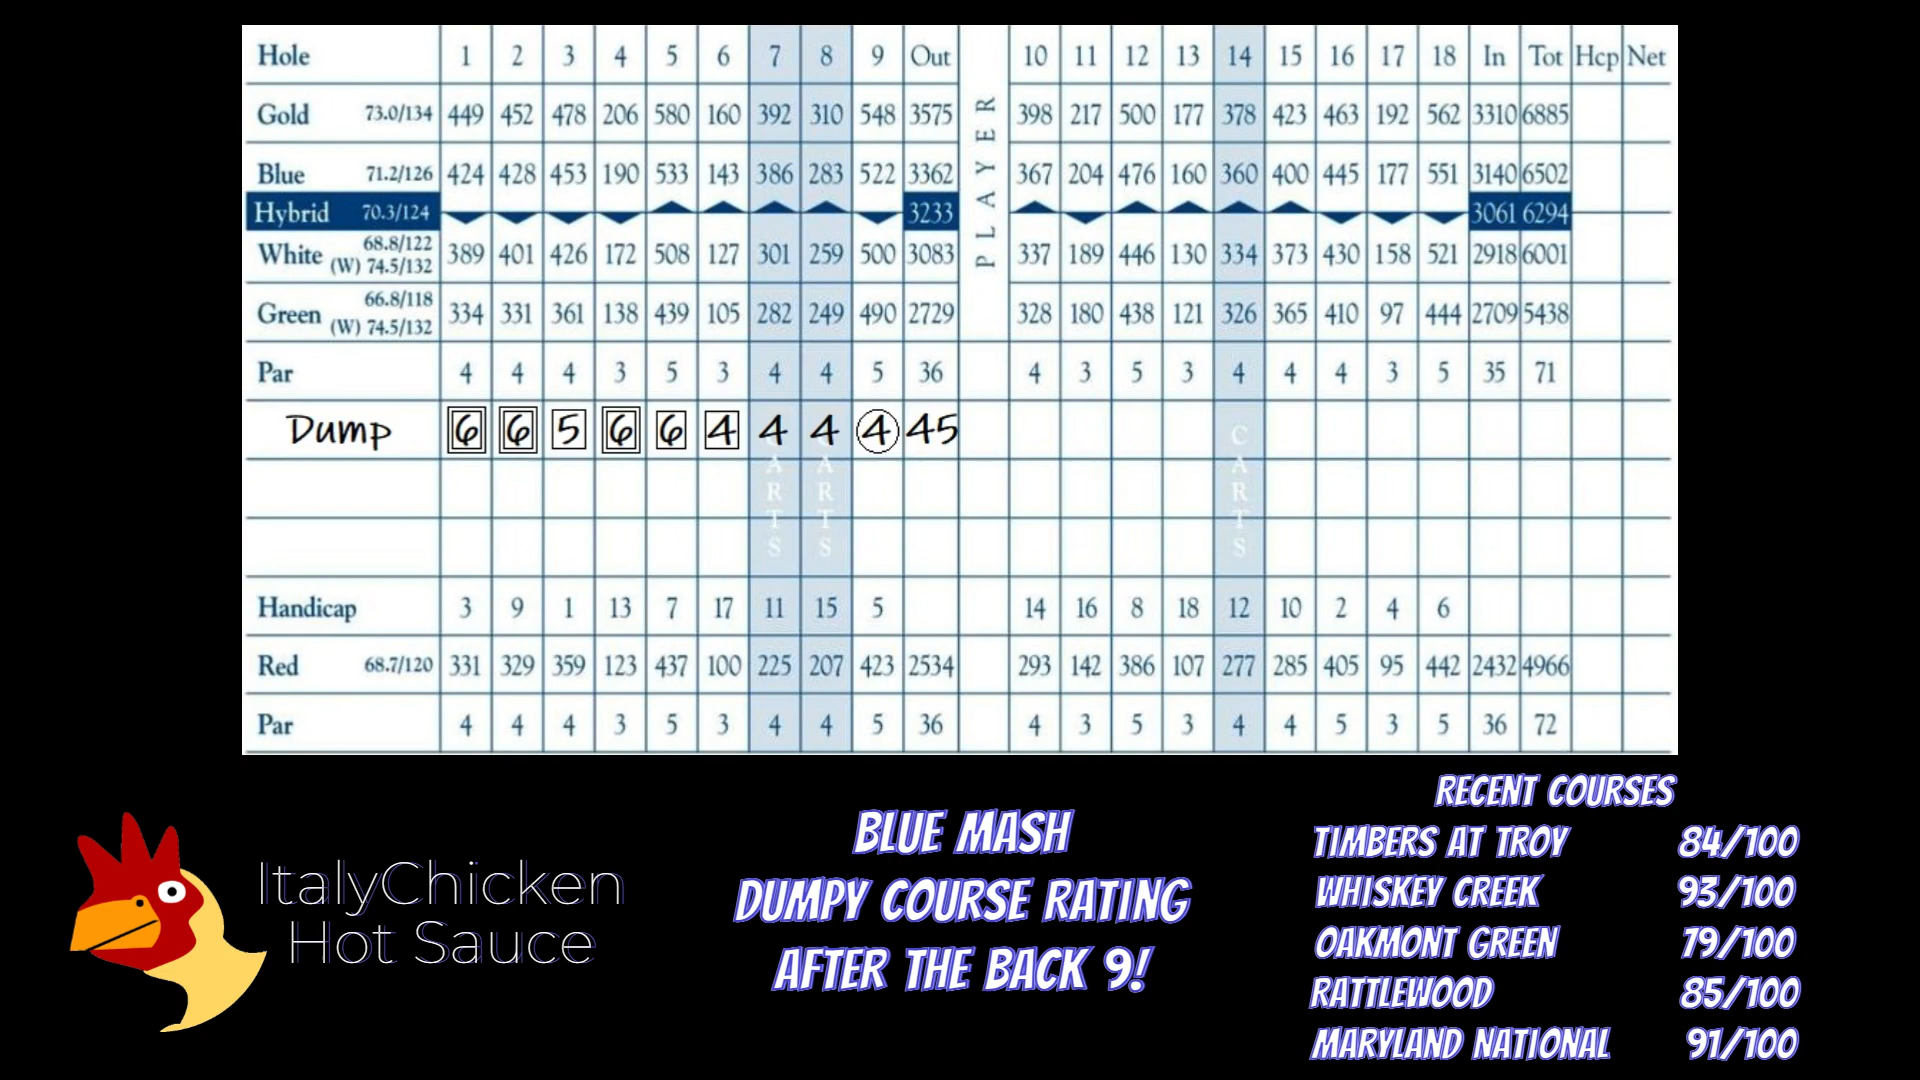 Hole 1 2 3 4 5 6 7 8 9 Out PLAYER 10 11 12 13 14 15 16 17 18 In Tot Hcp Net
Gold 73.0/134 449 452 478 206 580 160 392 310 548 3575 398 217 500 177 378 423 463 192 562 3310 6885
Blue 71.2/126 424 428 453 190 533 143 386 283 522 3362 367 204 476 160 360 400 445 177 551 3140 6502
Hybrid 70.3/124 3233 3061 6294
White 68.8/122 (W) 74.5/132 389 401 426 172 508 127 301 259 500 3083 337 189 446 130 334 373 430 158 521 2918 6001
Green 66.8/118 (W) 74.5/132 334 331 361 138 439 105 282 249 490 2729 328 180 438 121 326 365 410 97 444 2709 5438
Par 4 4 4 3 5 3 4 4 5 36 4 3 5 3 4 4 4 3 5 35 71
Dump 6 6 5 6 6 4 4 4 4 45
CARTS CARTS CARTS
Handicap 3 9 1 13 7 17 11 15 5 14 16 8 18 12 10 2 4 6
Red 68.7/120 331 329 359 123 437 100 225 207 423 2534 293 142 386 107 277 285 405 95 442 2432 4966
Par 4 4 4 3 5 3 4 4 5 36 4 3 5 3 4 4 5 3 5 36 72
ItalyChicken
Hot Sauce
BLUE MASH
DUMPY COURSE RATING
AFTER THE BACK 9!
RECENT COURSES
TIMBERS AT TROY 84/100
WHISKEY CREEK 93/100
OAKMONT GREEN 79/100
RATTLEWOOD 85/100
MARYLAND NATIONAL 91/100